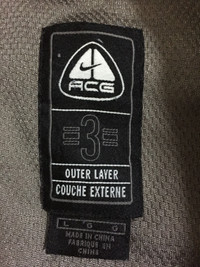 ACG
3
OUTER LAYER
COUCHE EXTERNE
L G G
MADE IN CHINA
FABRIQUE EN
CHINE